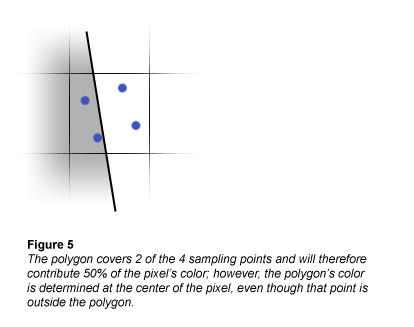 Figure 5
The polygon covers 2 of the 4 sampling points and will therefore
contribute 50% of the pixel's color; however, the polygon's color
is determined at the center of the pixel, even though that point is
outside the polygon.